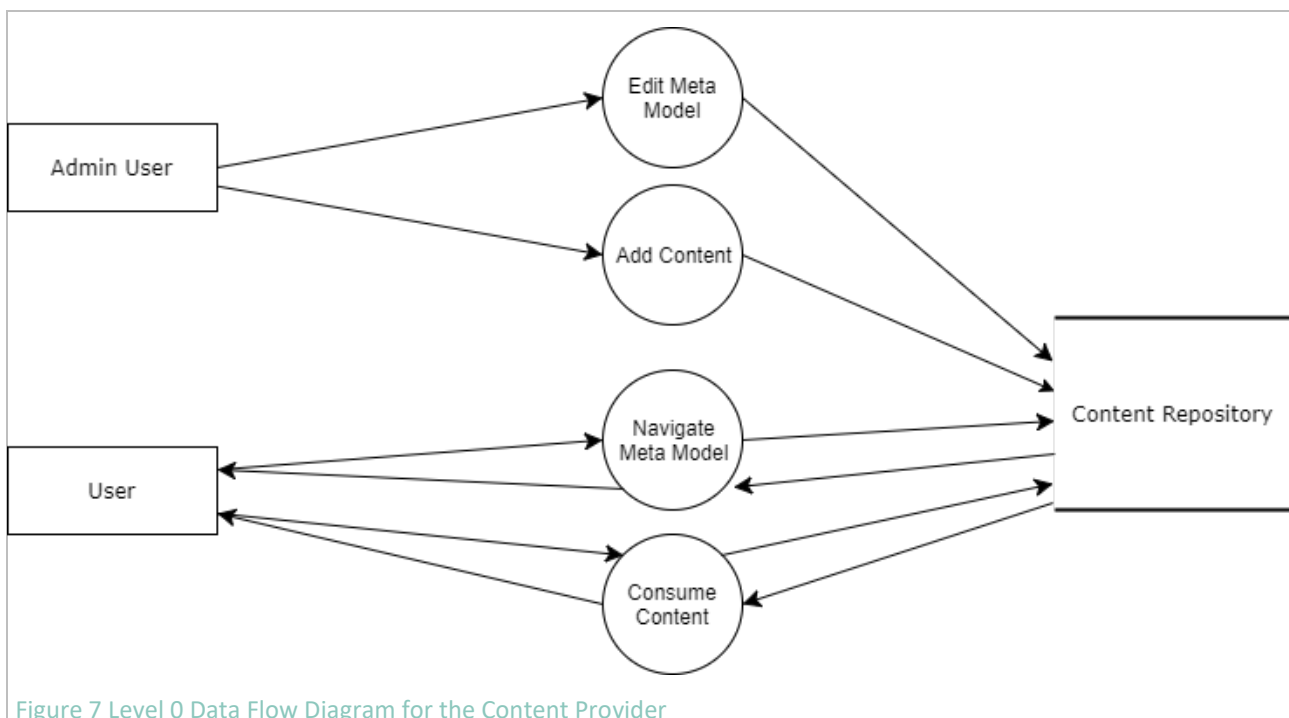 Edit Meta
Model
Admin User
Add Content
Content Repository
Navigate
Meta Model
User
Consume
Content
Figure 7 Level 0 Data Flow Diagram for the Content Provider